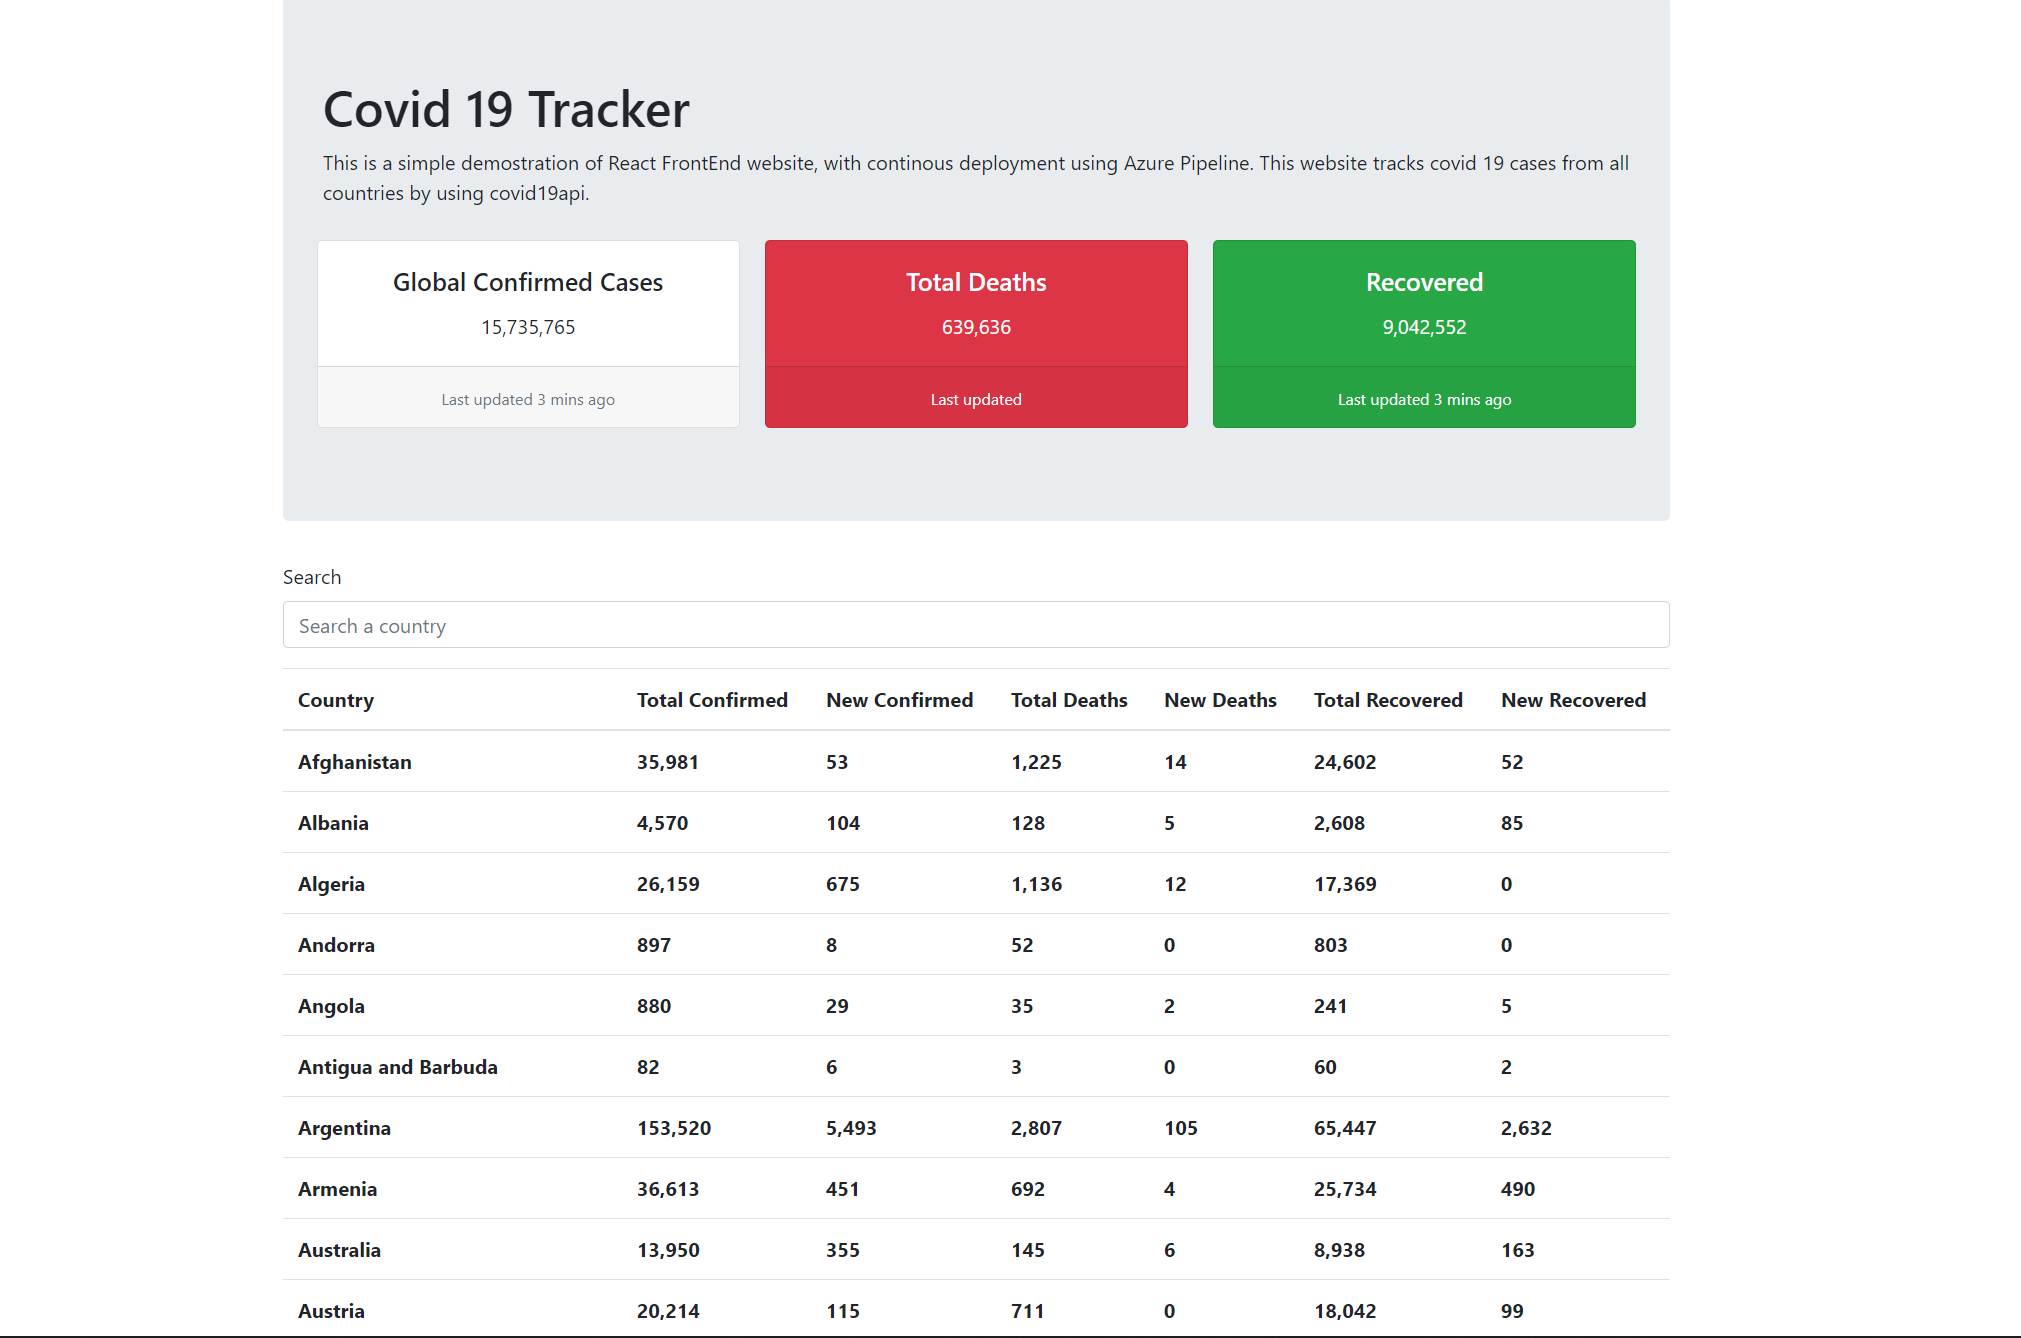 Covid 19 Tracker
This is a simple demostration of React FrontEnd website, with continous deployment using Azure Pipeline. This website tracks covid 19 cases from all
countries by using covid19api.
Global Confirmed Cases
15,735,765
Last updated 3 mins ago
Total Deaths
639,636
Last updated
Recovered
9,042,552
Last updated 3 mins ago
Search
Search a country
Country Total Confirmed New Confirmed Total Deaths New Deaths Total Recovered New Recovered
Afghanistan 35,981 53 1,225 14 24,602 52
Albania 4,570 104 128 5 2,608 85
Algeria 26,159 675 1,136 12 17,369 0
Andorra 897 8 52 0 803 0
Angola 880 29 35 2 241 5
Antigua and Barbuda 82 6 3 0 60 2
Argentina 153,520 5,493 2,807 105 65,447 2,632
Armenia 36,613 451 692 4 25,734 490
Australia 13,950 355 145 6 8,938 163
Austria 20,214 115 711 0 18,042 99